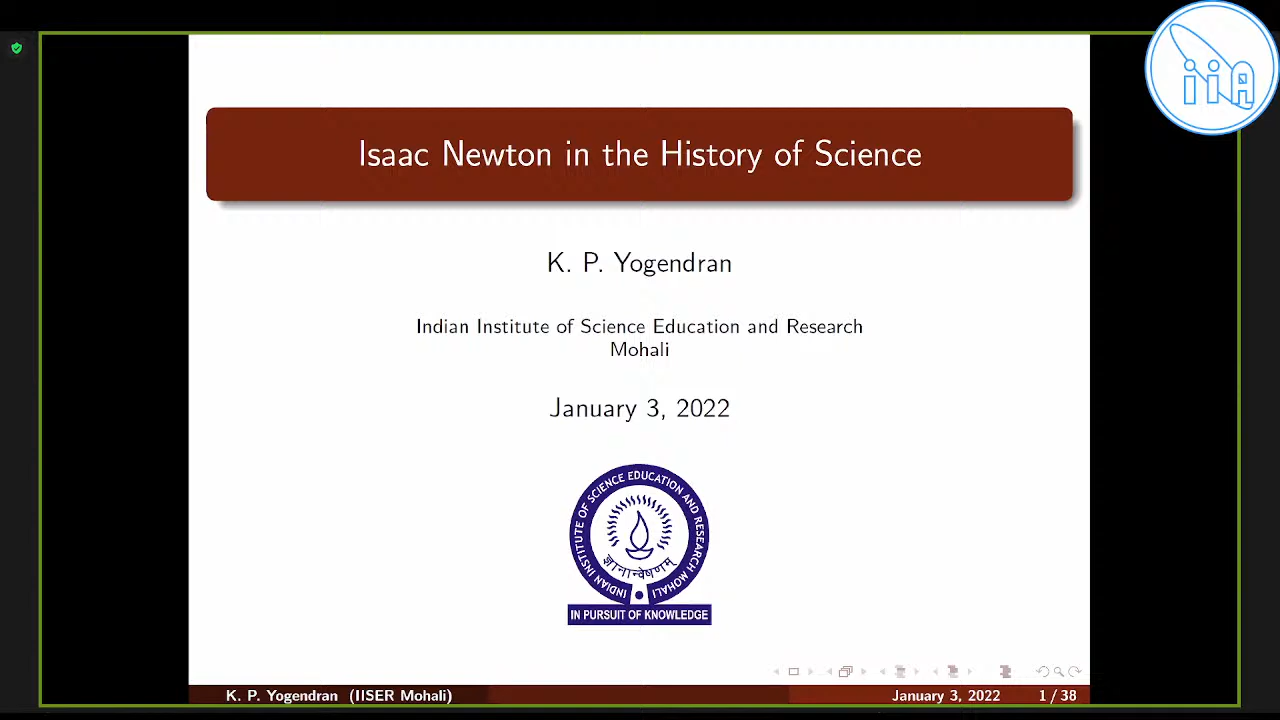 iiA
Isaac Newton in the History of Science
K. P. Yogendran
Indian Institute of Science Education and Research
Mohali
January 3, 2022
INDIAN INSTITUTE OF SCIENCE EDUCATION AND RESEARCH MOHALI
ज्ञानान्वेषणम्
IN PURSUIT OF KNOWLEDGE
K. P. Yogendran (IISER Mohali) January 3, 2022 1 / 38